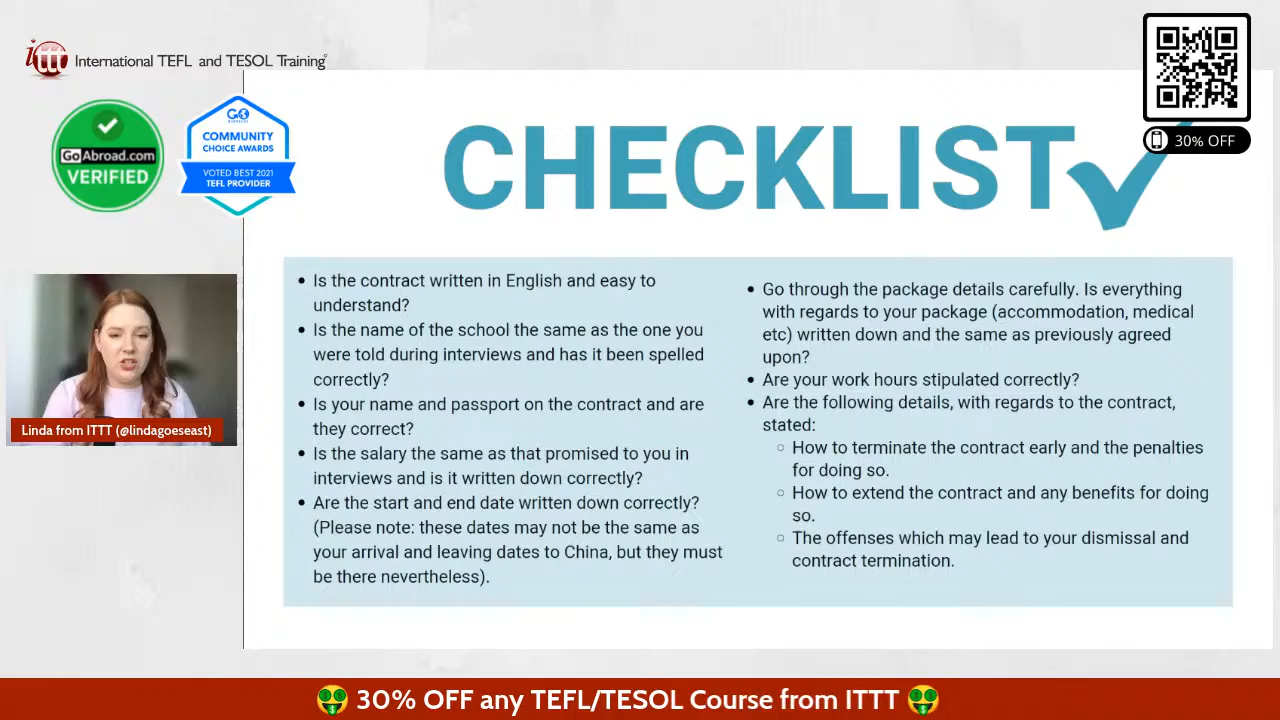 ittt International TEFL and TESOL Training
GoAbroad.com
VERIFIED
GO
COMMUNITY
CHOICE AWARDS
VOTED BEST 2021
TEFL PROVIDER
30% OFF
CHECKLIST
• Is the contract written in English and easy to
understand?
• Is the name of the school the same as the one you
were told during interviews and has it been spelled
correctly?
• Is your name and passport on the contract and are
they correct?
• Is the salary the same as that promised to you in
interviews and is it written down correctly?
• Are the start and end date written down correctly?
(Please note: these dates may not be the same as
your arrival and leaving dates to China, but they must
be there nevertheless).
• Go through the package details carefully. Is everything
with regards to your package (accommodation, medical
etc) written down and the same as previously agreed
upon?
• Are your work hours stipulated correctly?
• Are the following details, with regards to the contract,
stated:
○ How to terminate the contract early and the penalties
for doing so.
○ How to extend the contract and any benefits for doing
so.
○ The offenses which may lead to your dismissal and
contract termination.
Linda from ITTT (@lindagoeseast)
🤑 30% OFF any TEFL/TESOL Course from ITTT 🤑